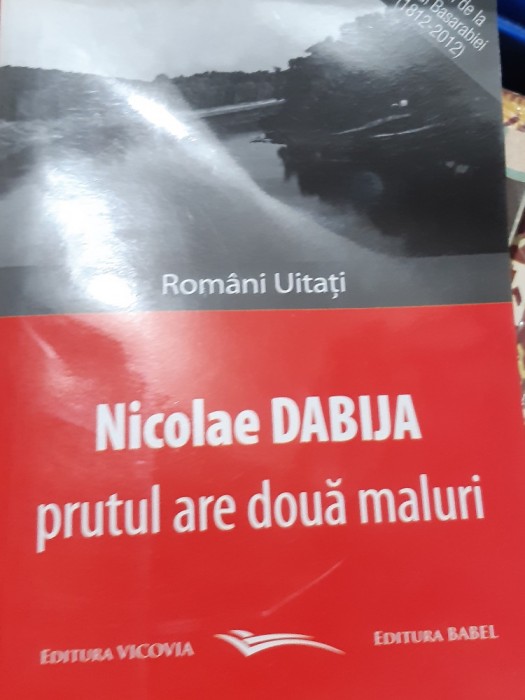 de la
Basarabiei
(1812-2012)
Români Uitați
Nicolae DABIJA
prutul are două maluri
EDITURA VICOVIA
EDITURA BABEL